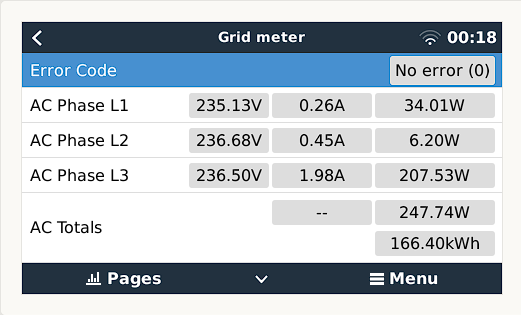 Grid meter 00:18
Error Code No error (0)
AC Phase L1 235.13V 0.26A 34.01W
AC Phase L2 236.68V 0.45A 6.20W
AC Phase L3 236.50V 1.98A 207.53W
AC Totals -- 247.74W
166.40kWh
Pages Menu